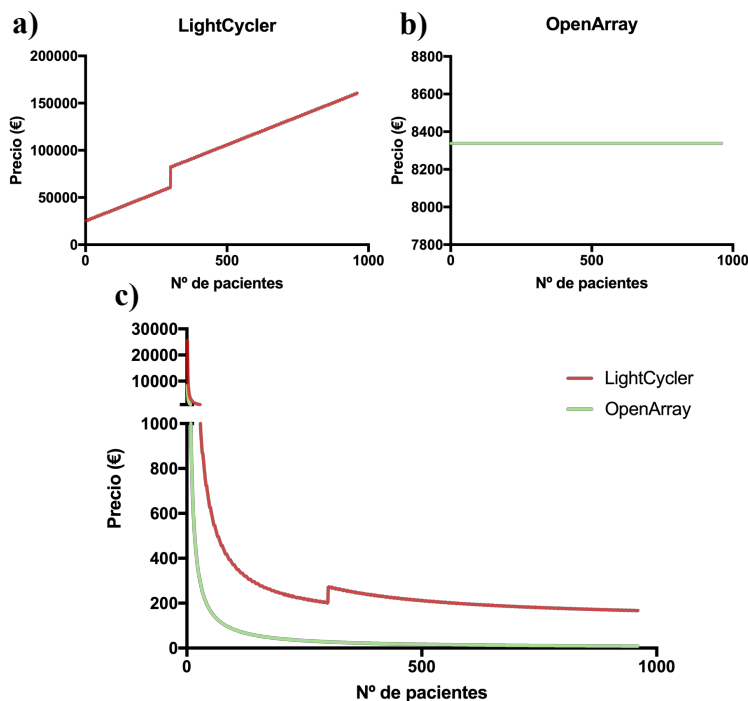 a)
LightCycler
200000
150000
100000
50000
0
Precio (€)
0
500
1000
Nº de pacientes
b)
OpenArray
8800
8600
8400
8200
8000
7800
Precio (€)
0
500
1000
Nº de pacientes
c)
30000
20000
10000
1000
800
600
400
200
0
Precio (€)
0
500
1000
Nº de pacientes
LightCycler
OpenArray